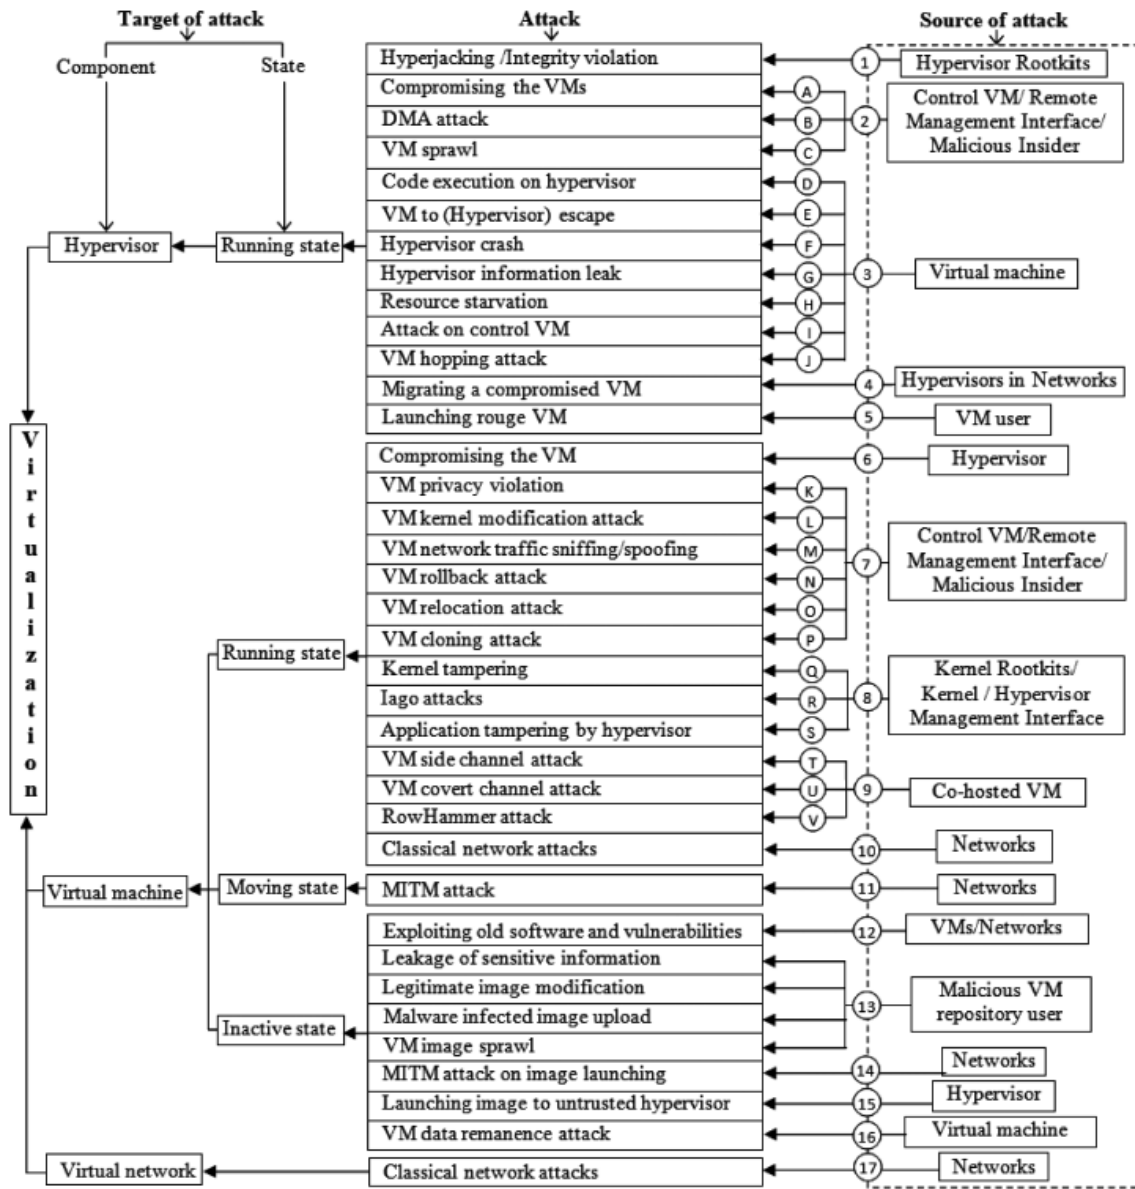 Target of attack
Attack
Source of attack
Component
State
Hyperjacking /Integrity violation
1
Hypervisor Rootkits
Compromising the VMs
A
DMA attack
B
VM sprawl
C
2
Control VM/ Remote
Management Interface/
Malicious Insider
Code execution on hypervisor
D
VM to (Hypervisor) escape
E
Hypervisor
Running state
Hypervisor crash
F
Hypervisor information leak
G
3
Virtual machine
Resource starvation
H
Attack on control VM
I
VM hopping attack
J
Migrating a compromised VM
4
Hypervisors in Networks
Launching rouge VM
5
VM user
Virtualization
Compromising the VM
6
Hypervisor
VM privacy violation
K
VM kernel modification attack
L
VM network traffic sniffing/spoofing
M
VM rollback attack
N
VM relocation attack
O
VM cloning attack
P
7
Control VM/Remote
Management Interface/
Malicious Insider
Running state
Kernel tampering
Q
Iago attacks
R
Application tampering by hypervisor
S
8
Kernel Rootkits/
Kernel / Hypervisor
Management Interface
VM side channel attack
T
VM covert channel attack
U
RowHammer attack
V
9
Co-hosted VM
Classical network attacks
10
Networks
Virtual machine
Moving state
MITM attack
11
Networks
Exploiting old software and vulnerabilities
12
VMs/Networks
Leakage of sensitive information
Legitimate image modification
Malware infected image upload
VM image sprawl
13
Malicious VM
repository user
Inactive state
MITM attack on image launching
14
Networks
Launching image to untrusted hypervisor
15
Hypervisor
VM data remanence attack
16
Virtual machine
Virtual network
Classical network attacks
17
Networks